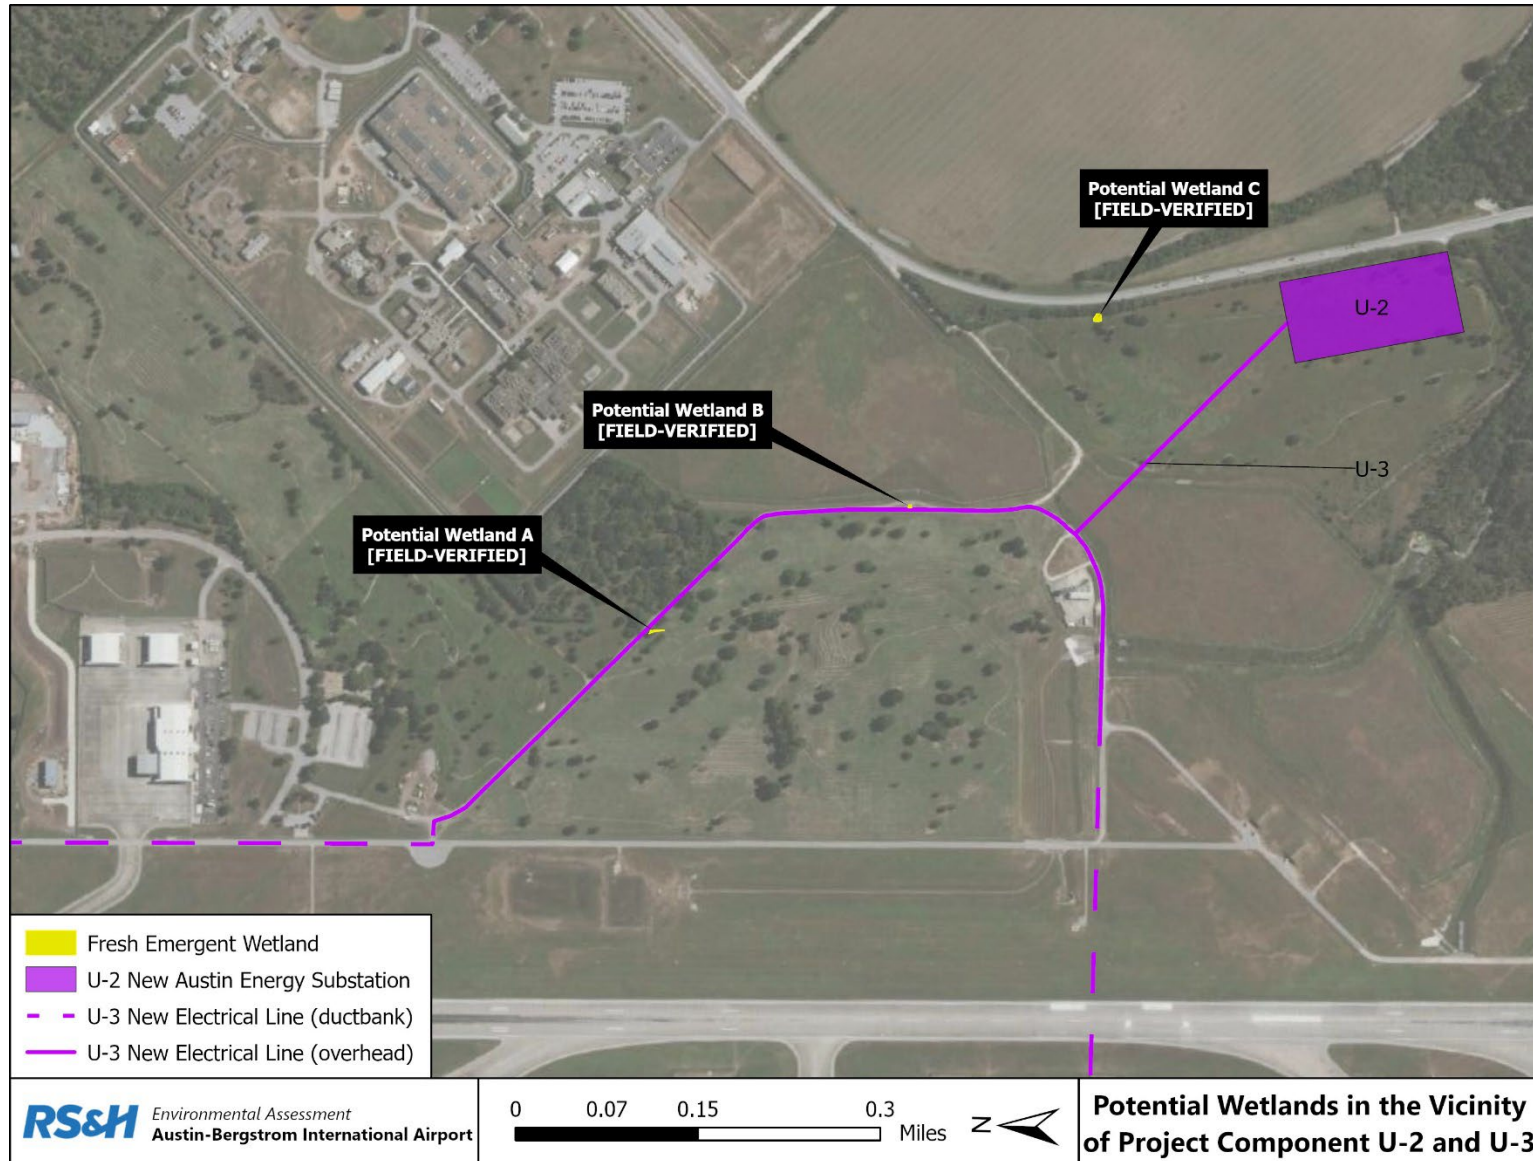 Potential Wetland C
[FIELD-VERIFIED]
U-2
Potential Wetland B
[FIELD-VERIFIED]
U-3
Potential Wetland A
[FIELD-VERIFIED]
Fresh Emergent Wetland
U-2 New Austin Energy Substation
U-3 New Electrical Line (ductbank)
U-3 New Electrical Line (overhead)
RS&H
Environmental Assessment
Austin-Bergstrom International Airport
0 0.07 0.15 0.3
Miles
N
Potential Wetlands in the Vicinity
of Project Component U-2 and U-3